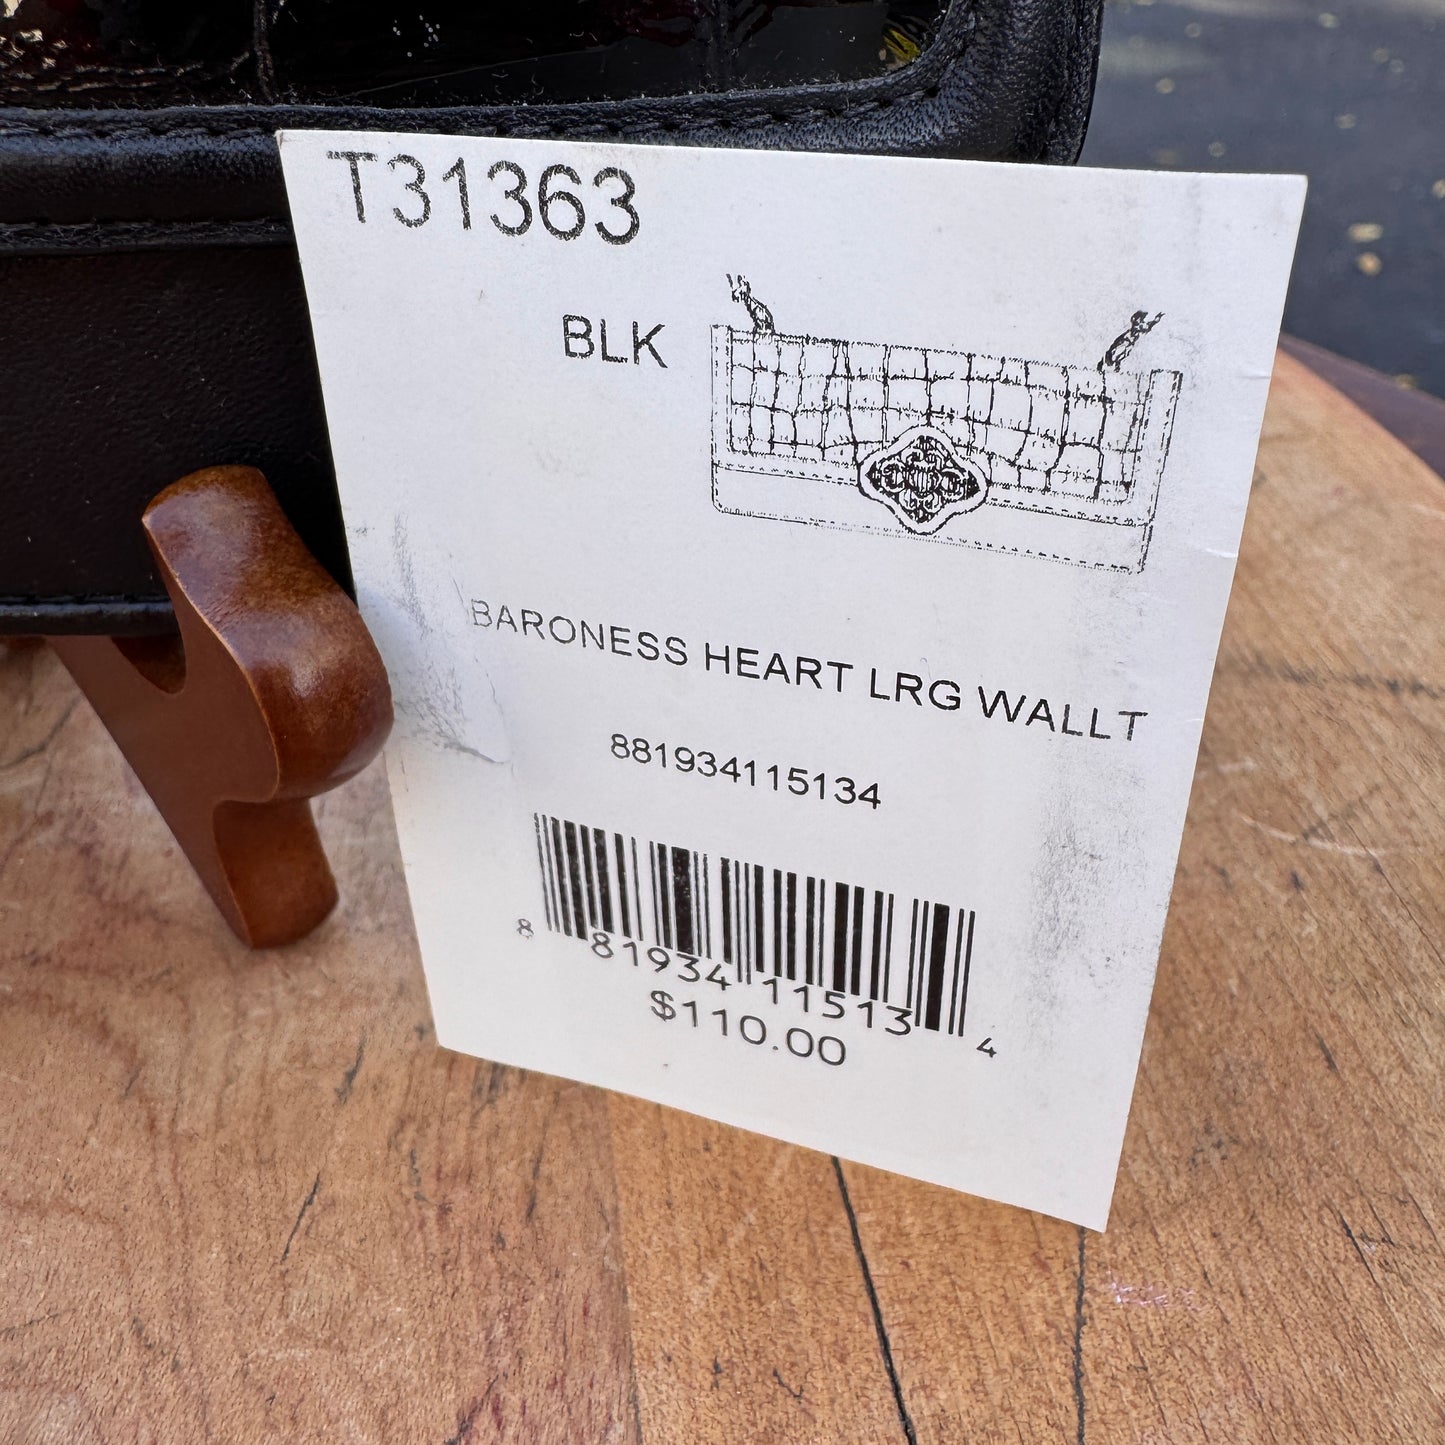 T31363
BLK
BARONESS HEART LRG WALLT
881934115134
8 81934 11513 4
$110.00